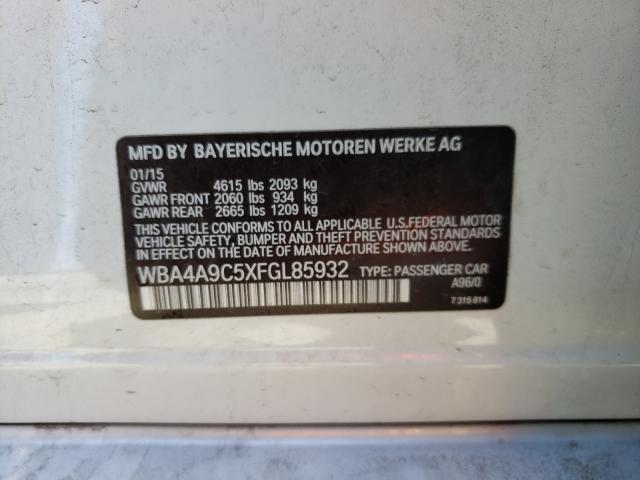 MFD BY BAYERISCHE MOTOREN WERKE AG
01/15
GVWR 4615 lbs 2093 kg
GAWR FRONT 2060 lbs 934 kg
GAWR REAR 2665 lbs 1209 kg
THIS VEHICLE CONFORMS TO ALL APPLICABLE U.S.FEDERAL MOTOR
VEHICLE SAFETY, BUMPER AND THEFT PREVENTION STANDARDS
IN EFFECT ON THE DATE OF MANUFACTURE SHOWN ABOVE.
WBA4A9C5XFGL85932 TYPE: PASSENGER CAR
A96/0
7 315 814